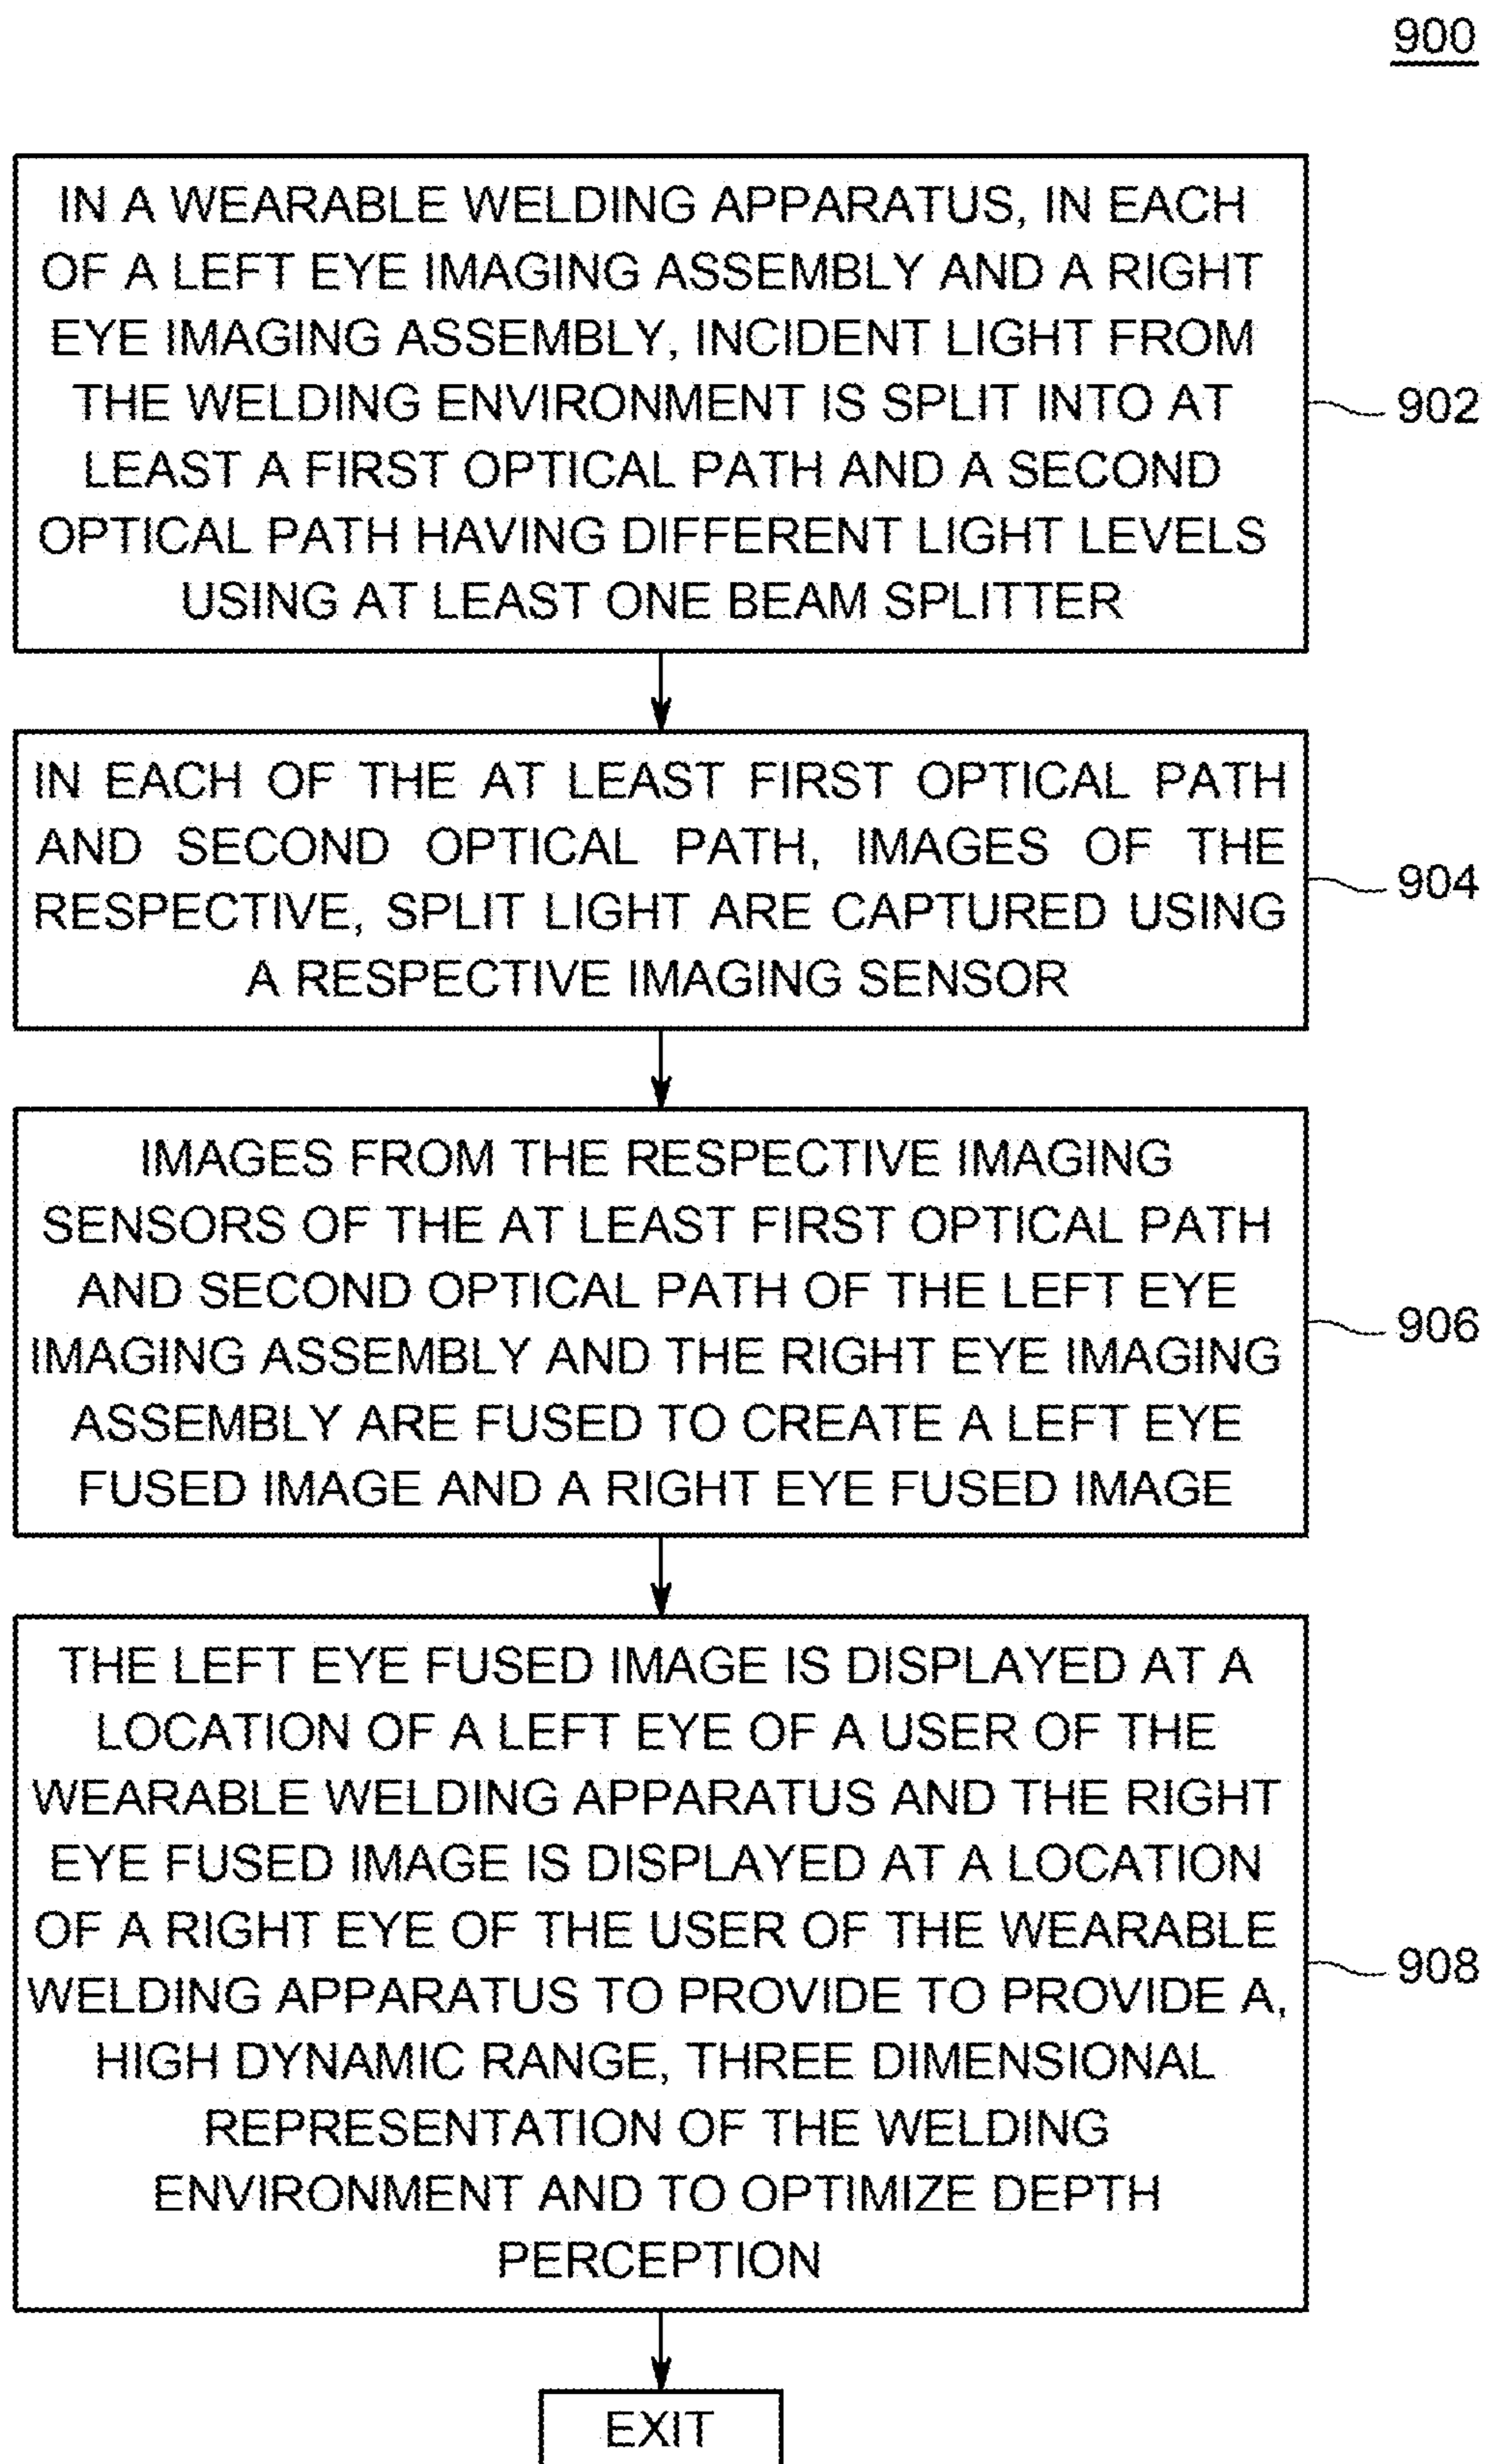 900
IN A WEARABLE WELDING APPARATUS, IN EACH
OF A LEFT EYE IMAGING ASSEMBLY AND A RIGHT
EYE IMAGING ASSEMBLY, INCIDENT LIGHT FROM
THE WELDING ENVIRONMENT IS SPLIT INTO AT
LEAST A FIRST OPTICAL PATH AND A SECOND
OPTICAL PATH HAVING DIFFERENT LIGHT LEVELS
USING AT LEAST ONE BEAM SPLITTER
902
IN EACH OF THE AT LEAST FIRST OPTICAL PATH
AND SECOND OPTICAL PATH, IMAGES OF THE
RESPECTIVE, SPLIT LIGHT ARE CAPTURED USING
A RESPECTIVE IMAGING SENSOR
904
IMAGES FROM THE RESPECTIVE IMAGING
SENSORS OF THE AT LEAST FIRST OPTICAL PATH
AND SECOND OPTICAL PATH OF THE LEFT EYE
IMAGING ASSEMBLY AND THE RIGHT EYE IMAGING
ASSEMBLY ARE FUSED TO CREATE A LEFT EYE
FUSED IMAGE AND A RIGHT EYE FUSED IMAGE
906
THE LEFT EYE FUSED IMAGE IS DISPLAYED AT A
LOCATION OF A LEFT EYE OF A USER OF THE
WEARABLE WELDING APPARATUS AND THE RIGHT
EYE FUSED IMAGE IS DISPLAYED AT A LOCATION
OF A RIGHT EYE OF THE USER OF THE WEARABLE
WELDING APPARATUS TO PROVIDE TO PROVIDE A,
HIGH DYNAMIC RANGE, THREE DIMENSIONAL
REPRESENTATION OF THE WELDING
ENVIRONMENT AND TO OPTIMIZE DEPTH
PERCEPTION
908
EXIT